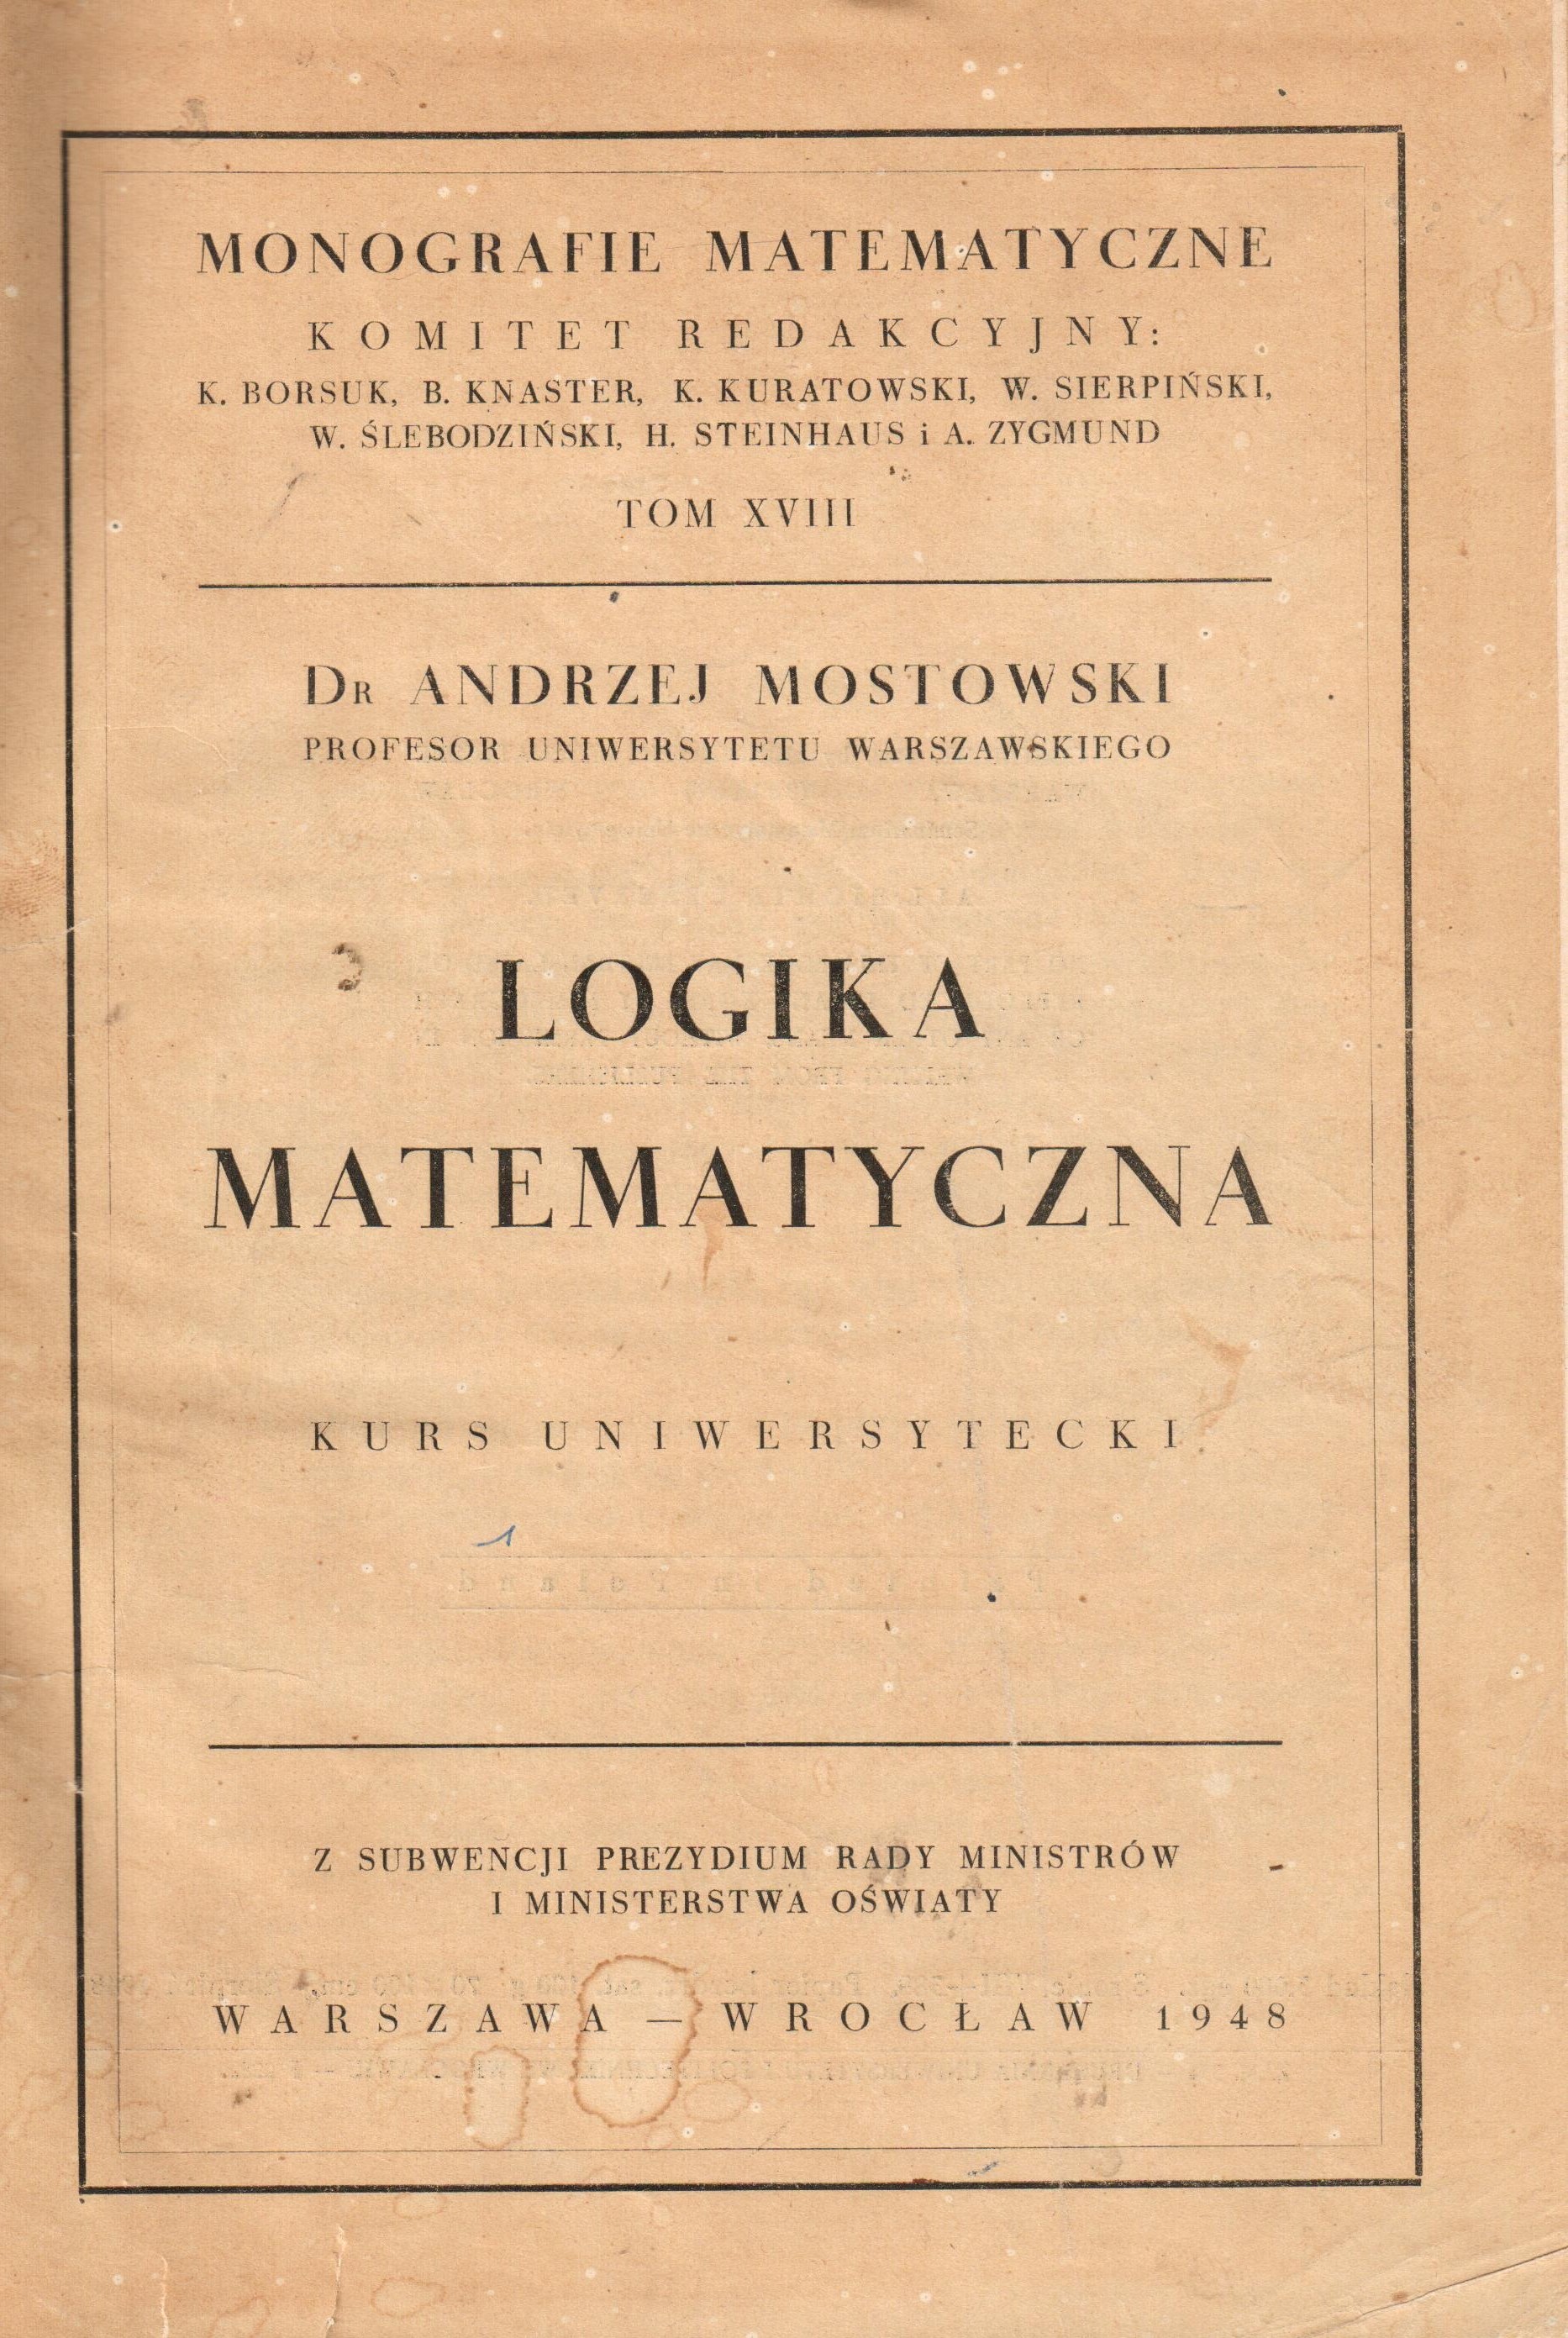 MONOGRAFIE MATEMATYCZNE
KOMITET REDAKCYJNY:
K. BORSUK, B. KNASTER, K. KURATOWSKI, W. SIERPIŃSKI,
W. ŚLEBODZIŃSKI, H. STEINHAUS i A. ZYGMUND
TOM XVIII
DR ANDRZEJ MOSTOWSKI
PROFESOR UNIWERSYTETU WARSZAWSKIEGO
LOGIKA
MATEMATYCZNA
KURS UNIWERSYTECKI
1
Z SUBWENCJI PREZYDIUM RADY MINISTRÓW
I MINISTERSTWA OŚWIATY
WARSZAWA — WROCŁAW 1948